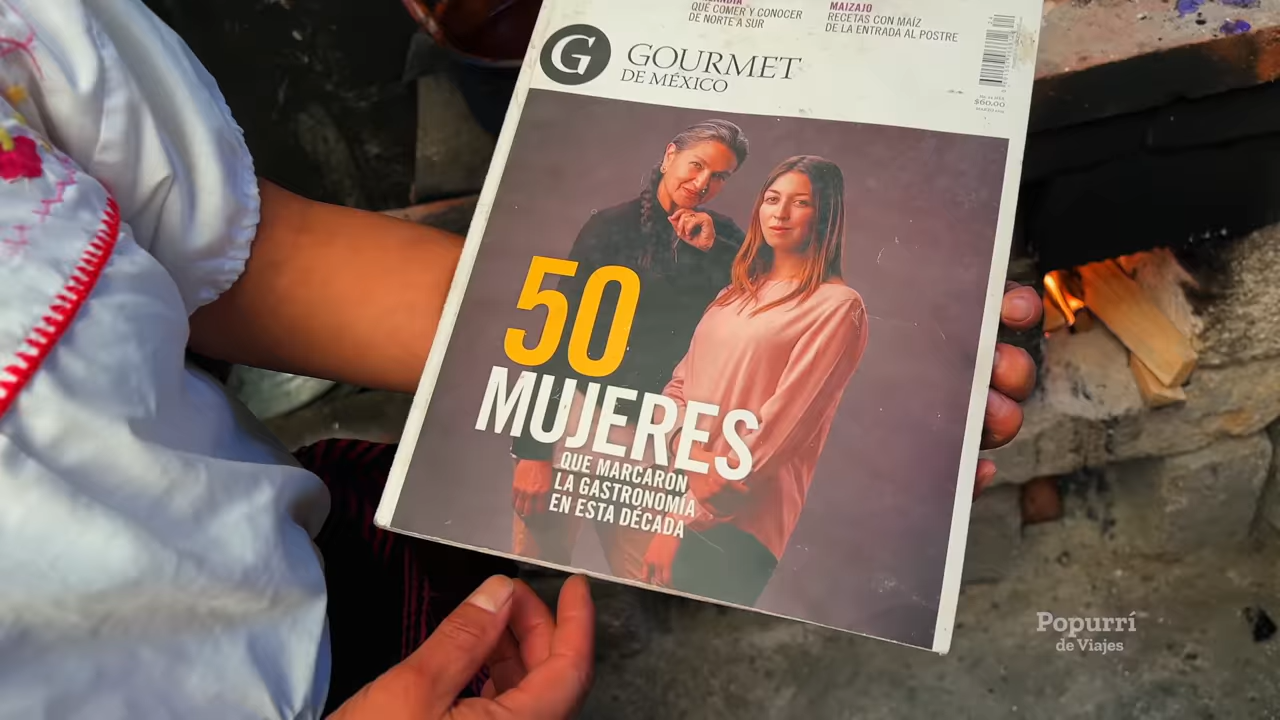 QUE COMER Y CONOCER
DE NORTE A SUR
MAIZAJO
RECETAS CON MAÍZ
DE LA ENTRADA AL POSTRE
G
GOURMET
DE MÉXICO
$60.00
50
MUJERES
QUE MARCARON
LA GASTRONOMÍA
EN ESTA DÉCADA
Popurrí
de Viajes